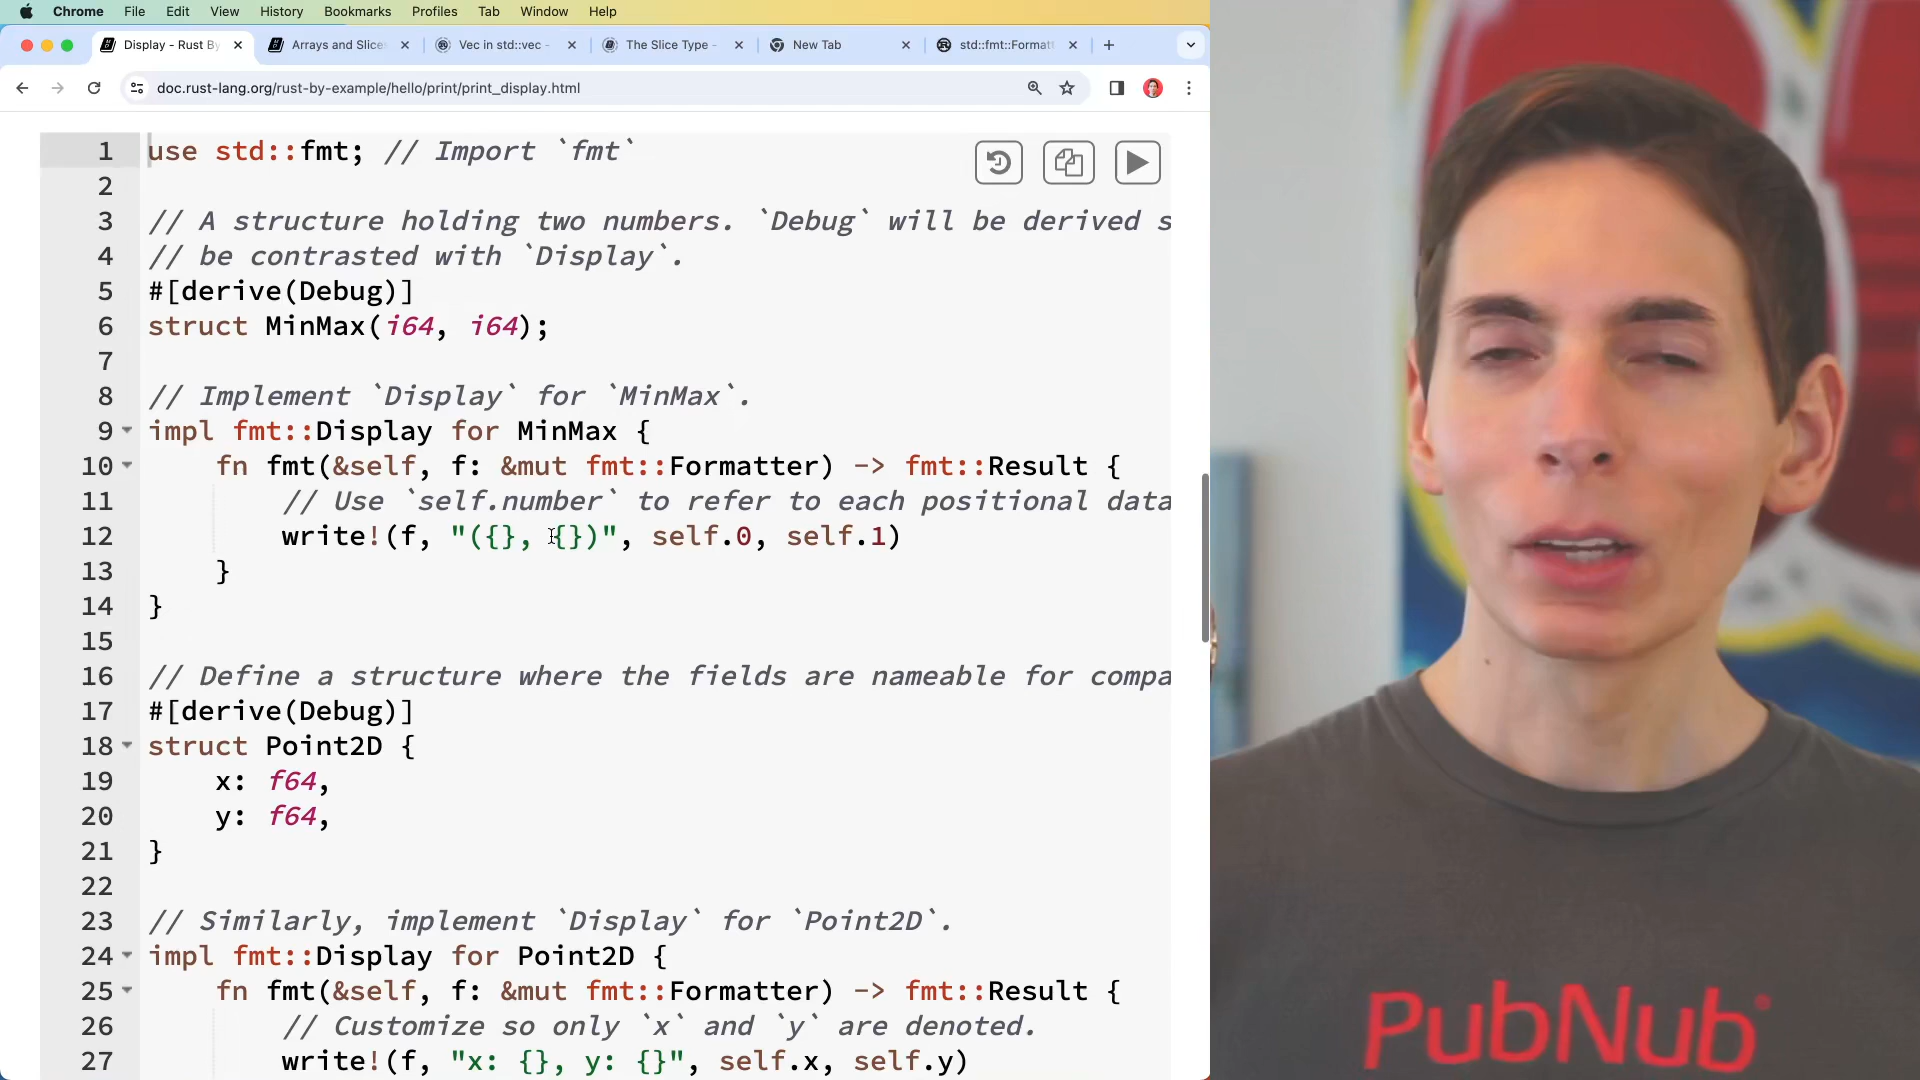 Chrome File Edit View History Bookmarks Profiles Tab Window Help
Display - Rust By Arrays and Slice Vec in std::vec - The Slice Type - New Tab std::fmt::Formatt
doc.rust-lang.org/rust-by-example/hello/print/print_display.html
1 use std::fmt; // Import `fmt`
2
3 // A structure holding two numbers. `Debug` will be derived s
4 // be contrasted with `Display`.
5 #[derive(Debug)]
6 struct MinMax(i64, i64);
7
8 // Implement `Display` for `MinMax`.
9 impl fmt::Display for MinMax {
10 fn fmt(&self, f: &mut fmt::Formatter) -> fmt::Result {
11 // Use `self.number` to refer to each positional data
12 write!(f, "({}, {})", self.0, self.1)
13 }
14 }
15
16 // Define a structure where the fields are nameable for compa
17 #[derive(Debug)]
18 struct Point2D {
19 x: f64,
20 y: f64,
21 }
22
23 // Similarly, implement `Display` for `Point2D`.
24 impl fmt::Display for Point2D {
25 fn fmt(&self, f: &mut fmt::Formatter) -> fmt::Result {
26 // Customize so only `x` and `y` are denoted.
27 write!(f, "x: {}, y: {}", self.x, self.y)
PubNub